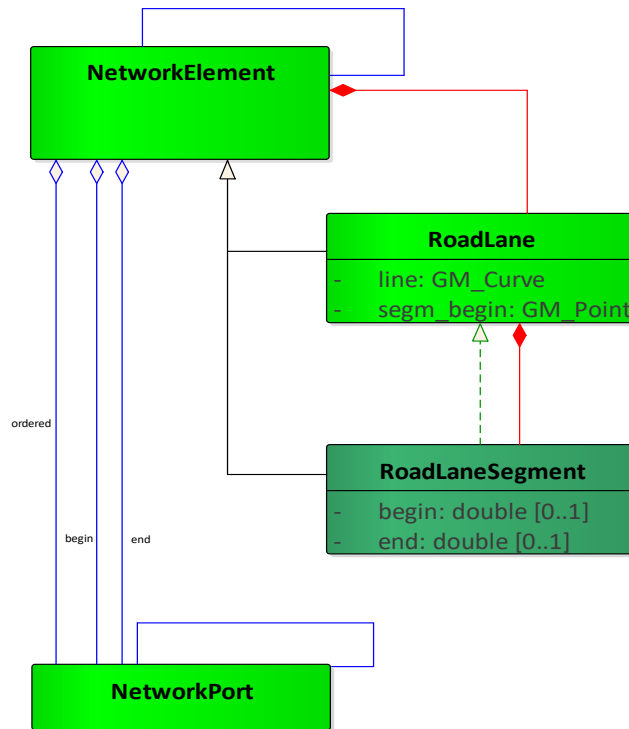 NetworkElement
RoadLane
- line: GM_Curve
- segm_begin: GM_Point
ordered
begin
end
RoadLaneSegment
- begin: double [0..1]
- end: double [0..1]
NetworkPort